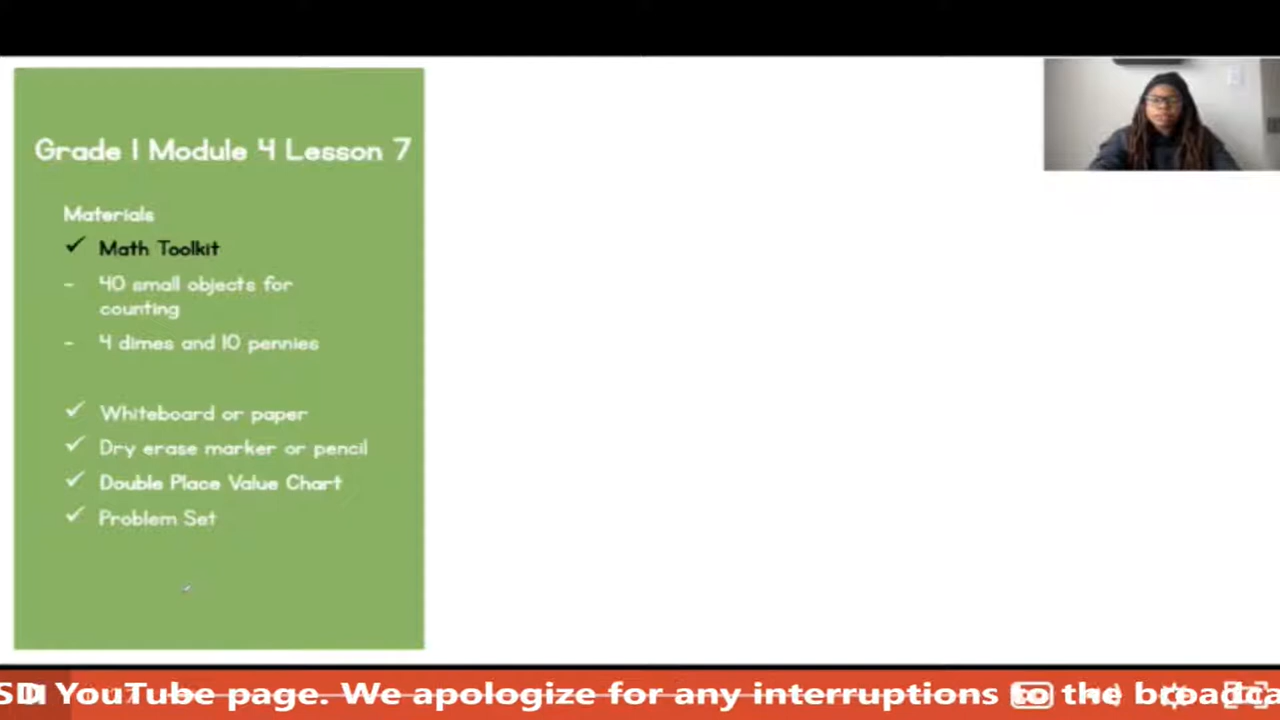 Grade 1 Module 4 Lesson 7
Materials
✓ Math Toolkit
- 40 small objects for
counting
- 4 dimes and 10 pennies
✓ Whiteboard or paper
✓ Dry erase marker or pencil
✓ Double Place Value Chart
✓ Problem Set
YouTube page. We apologize for any interruptions to the